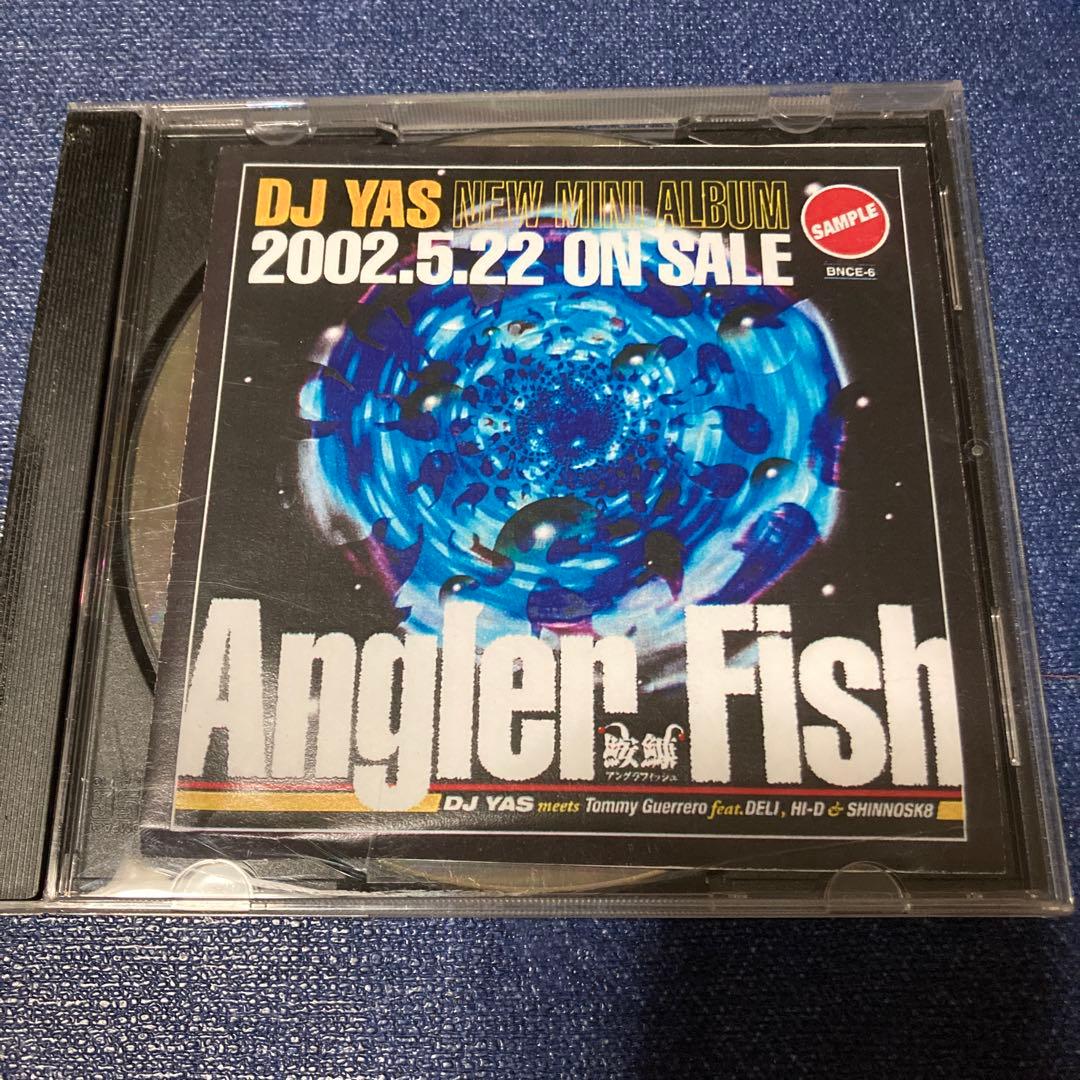 DJ YAS NEW MINI ALBUM
2002.5.22 ON SALE
SAMPLE
BNCE-6
Angler Fish
鮟鱇
アングラフィッシュ
DJ YAS meets Tommy Guerrero feat. DELI, HI-D & SHINNOSK8